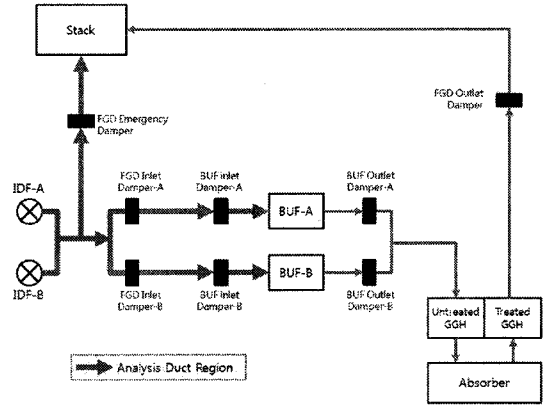 Stack
FGD Outlet
Damper
FGD Emergency
Damper
IDF-A
FGD Inlet
Damper-A
BUF inlet
Damper-A
BUF Outlet
Damper-A
BUF-A
BUF-B
IDF-B
FGD Inlet
Damper-B
BUF inlet
Damper-B
BUF Outlet
Damper-B
Untreated
GGH
Treated
GGH
Analysis Duct Region
Absorber